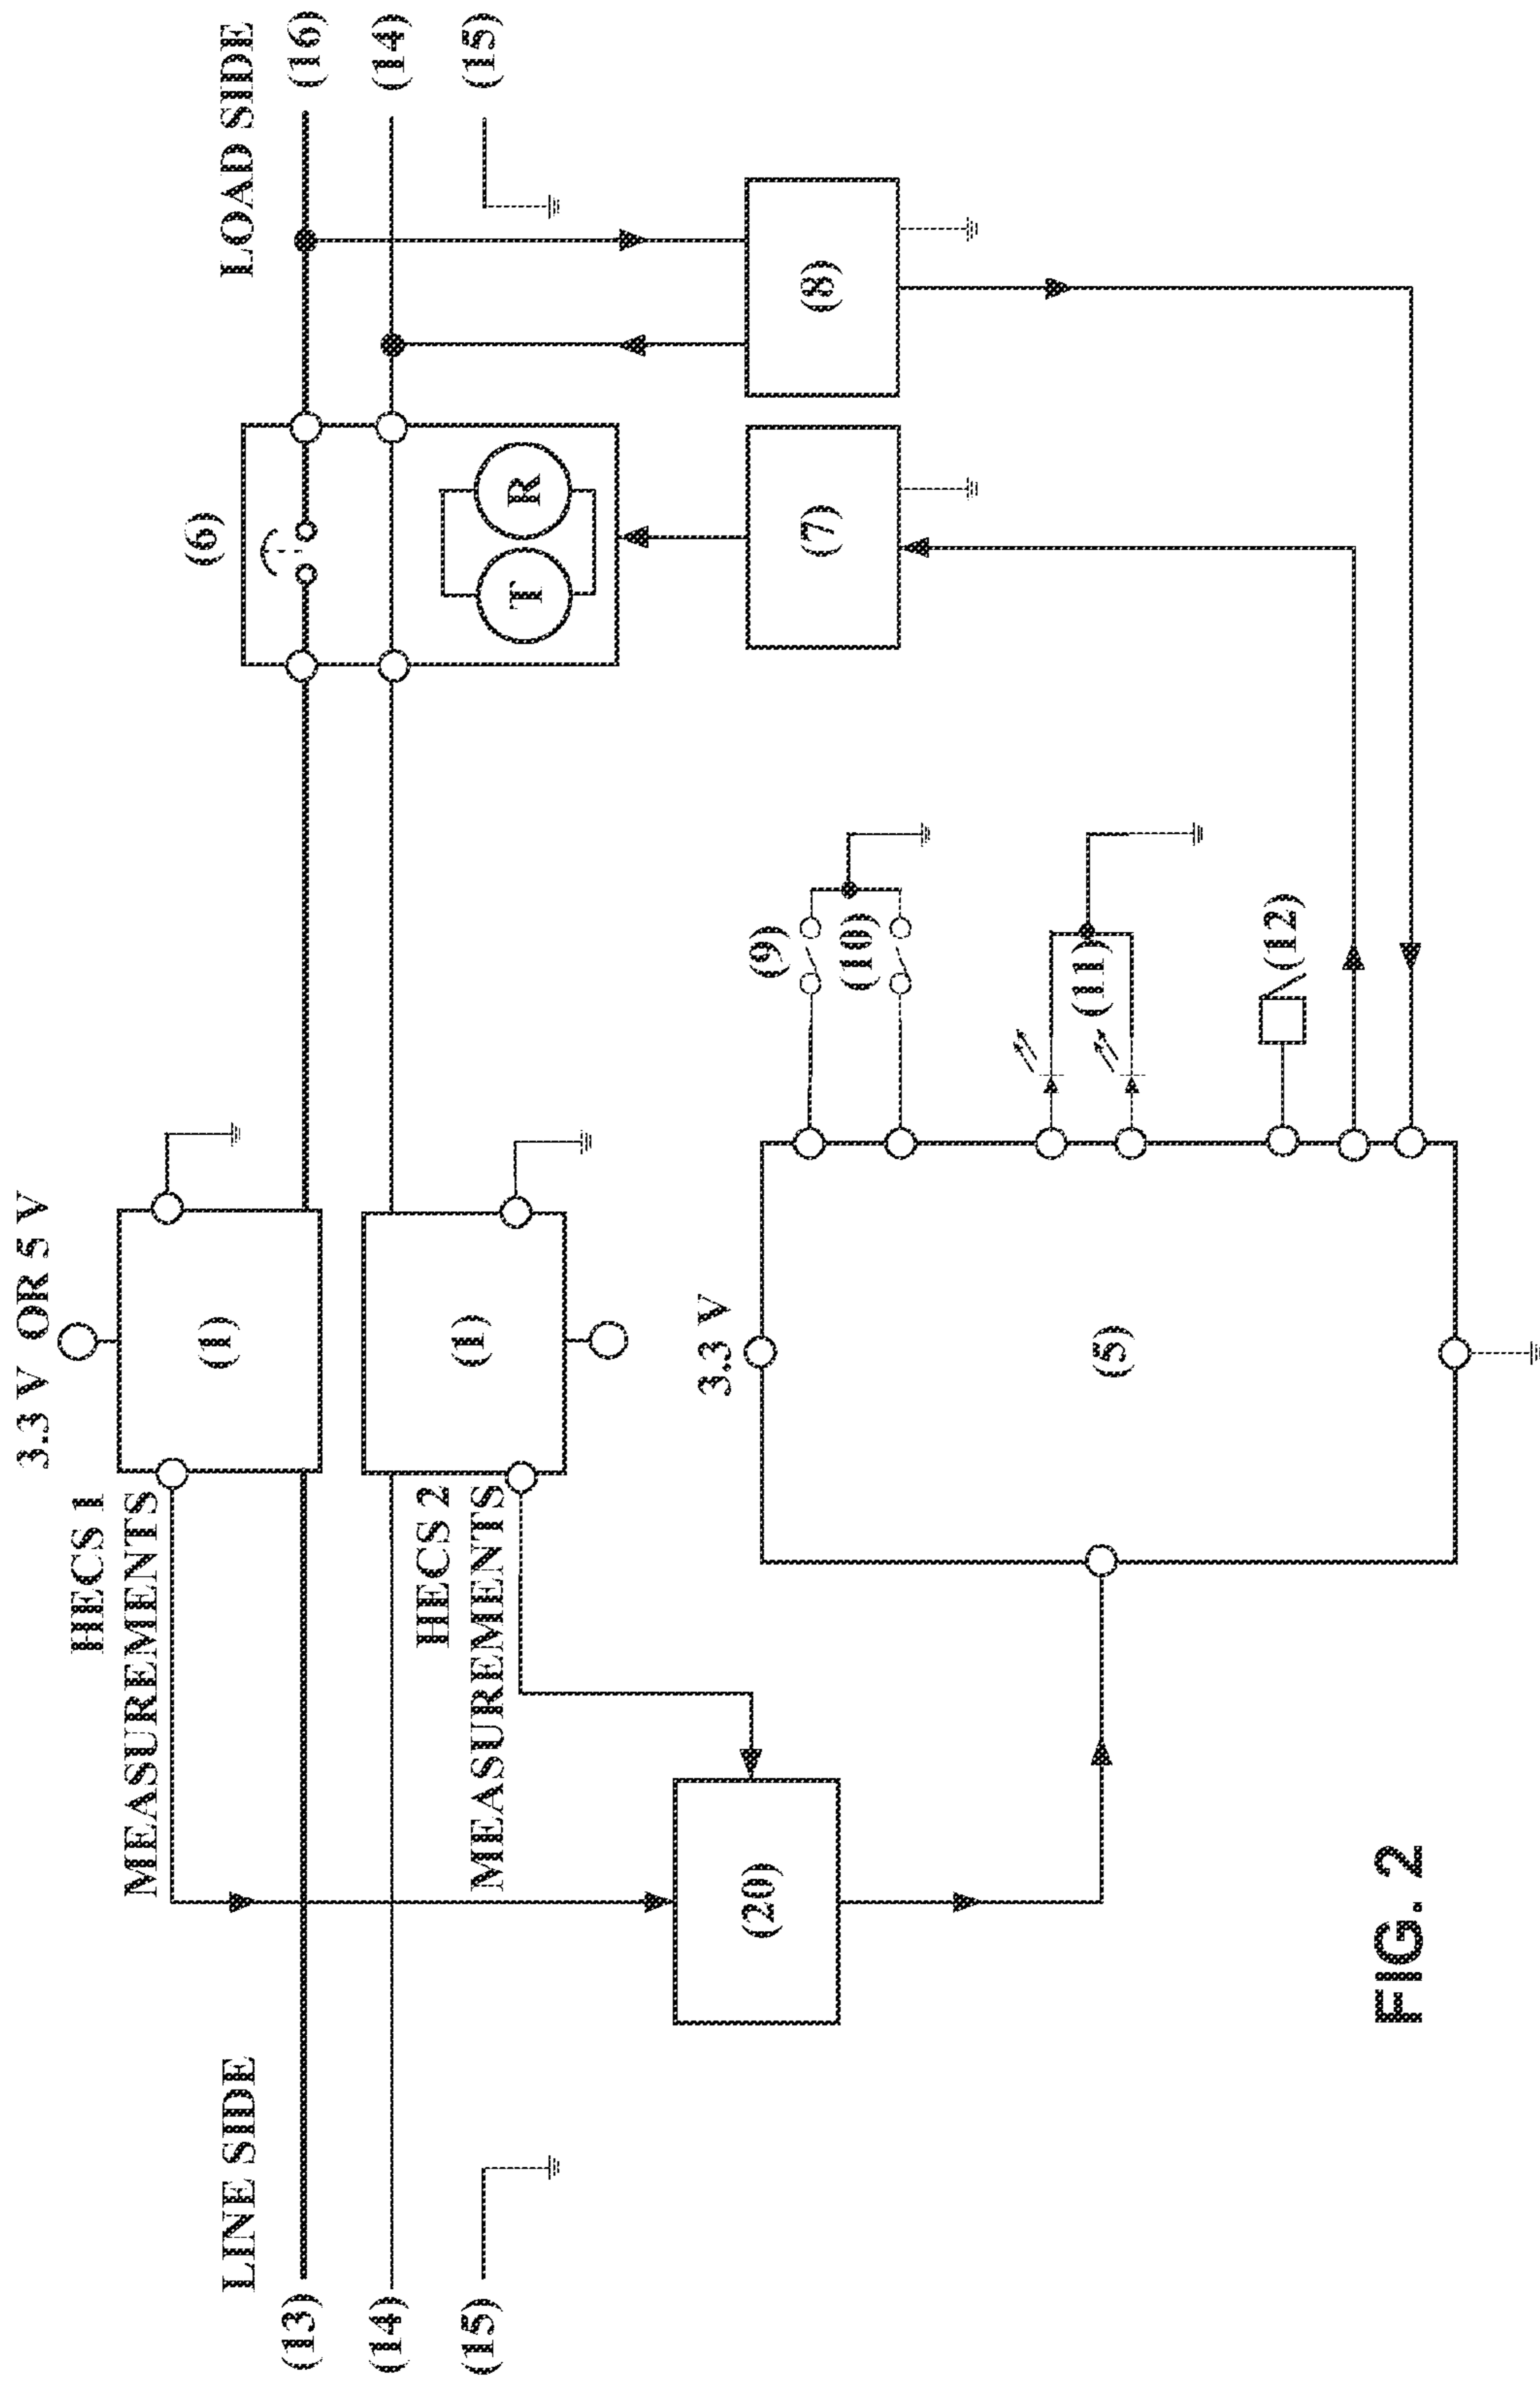 3.3 V OR 5 V
HECS 1
MEASUREMENTS
(1)
LINE SIDE
LOAD SIDE
(6)
(13)
(16)
(14)
(14)
HECS 2
MEASUREMENTS
(1)
T
R
(15)
(15)
3.3 V
(20)
(9)
(7)
(8)
(10)
(5)
(11)
(12)
FIG. 2